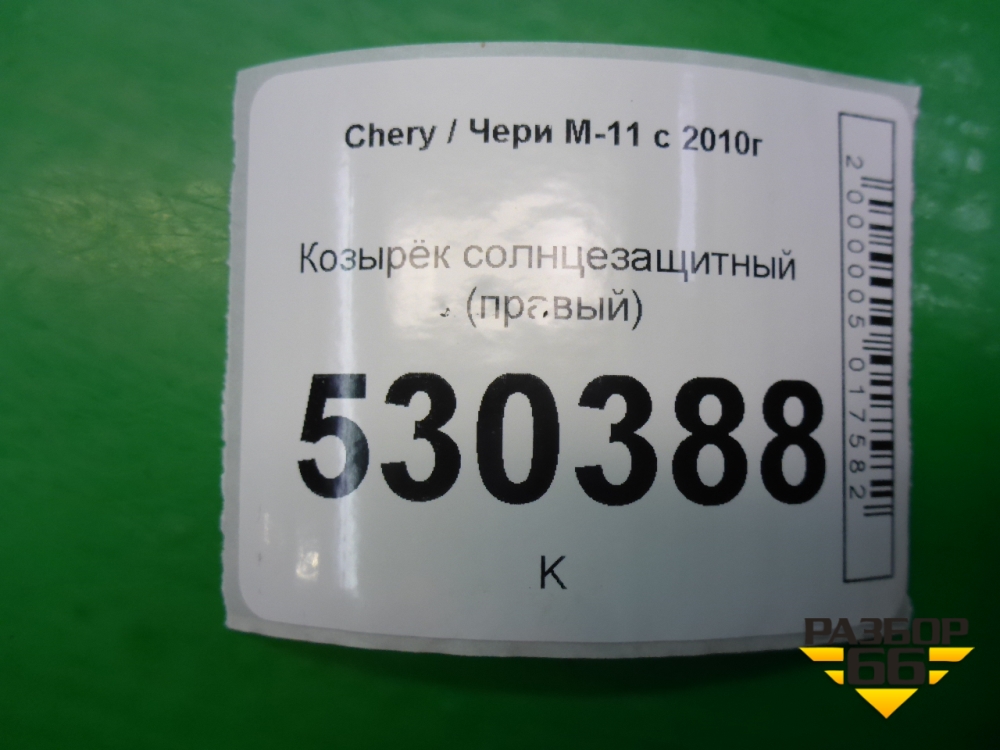 Chery / Чери М-11 с 2010г
Козырёк солнцезащитный
(правый)
530388
К
2000005017582
РАЗБОР
66